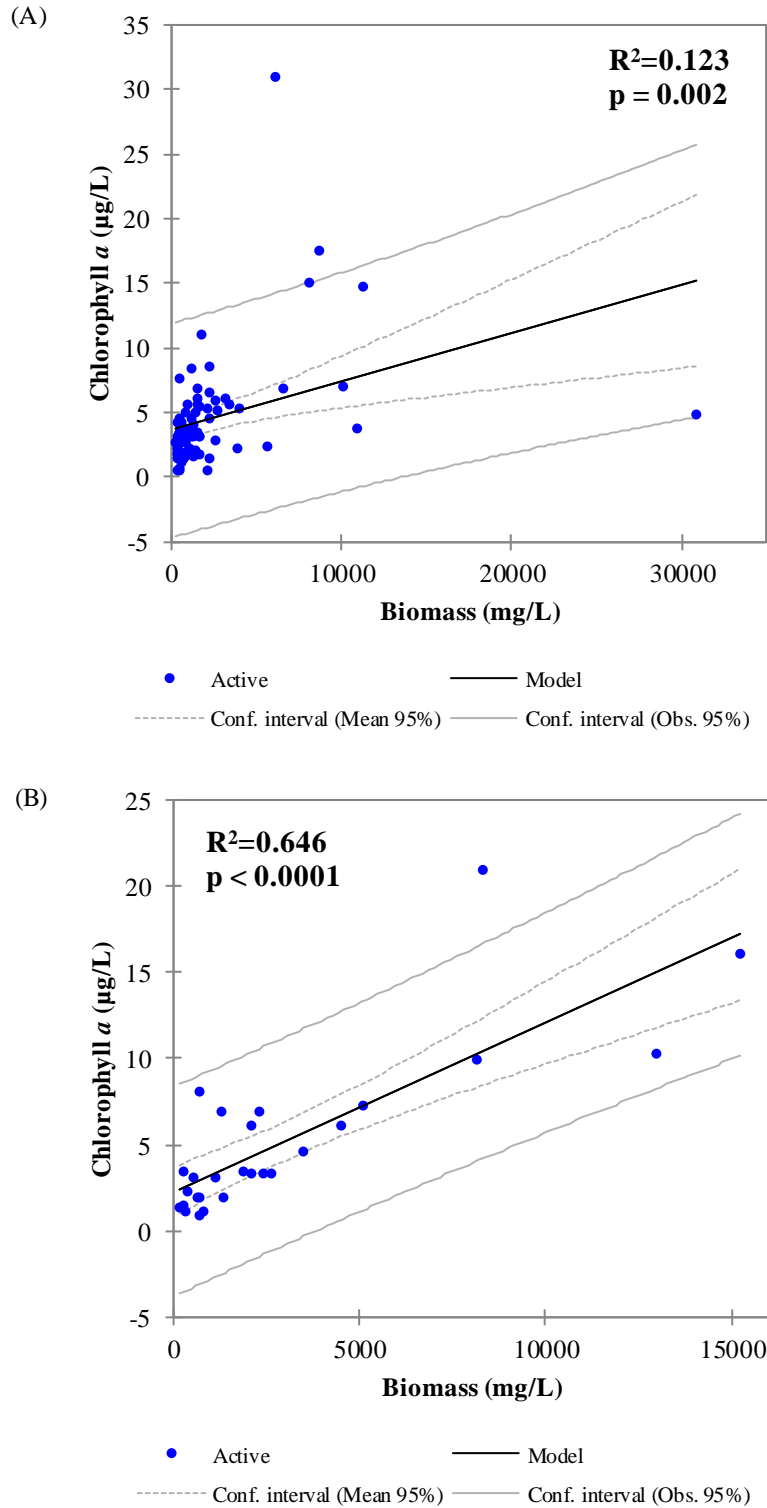 (A)
35
30
25
20
15
10
5
0
-5
Chlorophyll a (µg/L)
R²=0.123
p = 0.002
0 10000 20000 30000
Biomass (mg/L)
Active Model
Conf. interval (Mean 95%) Conf. interval (Obs. 95%)
(B)
25
20
15
10
5
0
-5
Chlorophyll a (µg/L)
R²=0.646
p < 0.0001
0 5000 10000 15000
Biomass (mg/L)
Active Model
Conf. interval (Mean 95%) Conf. interval (Obs. 95%)